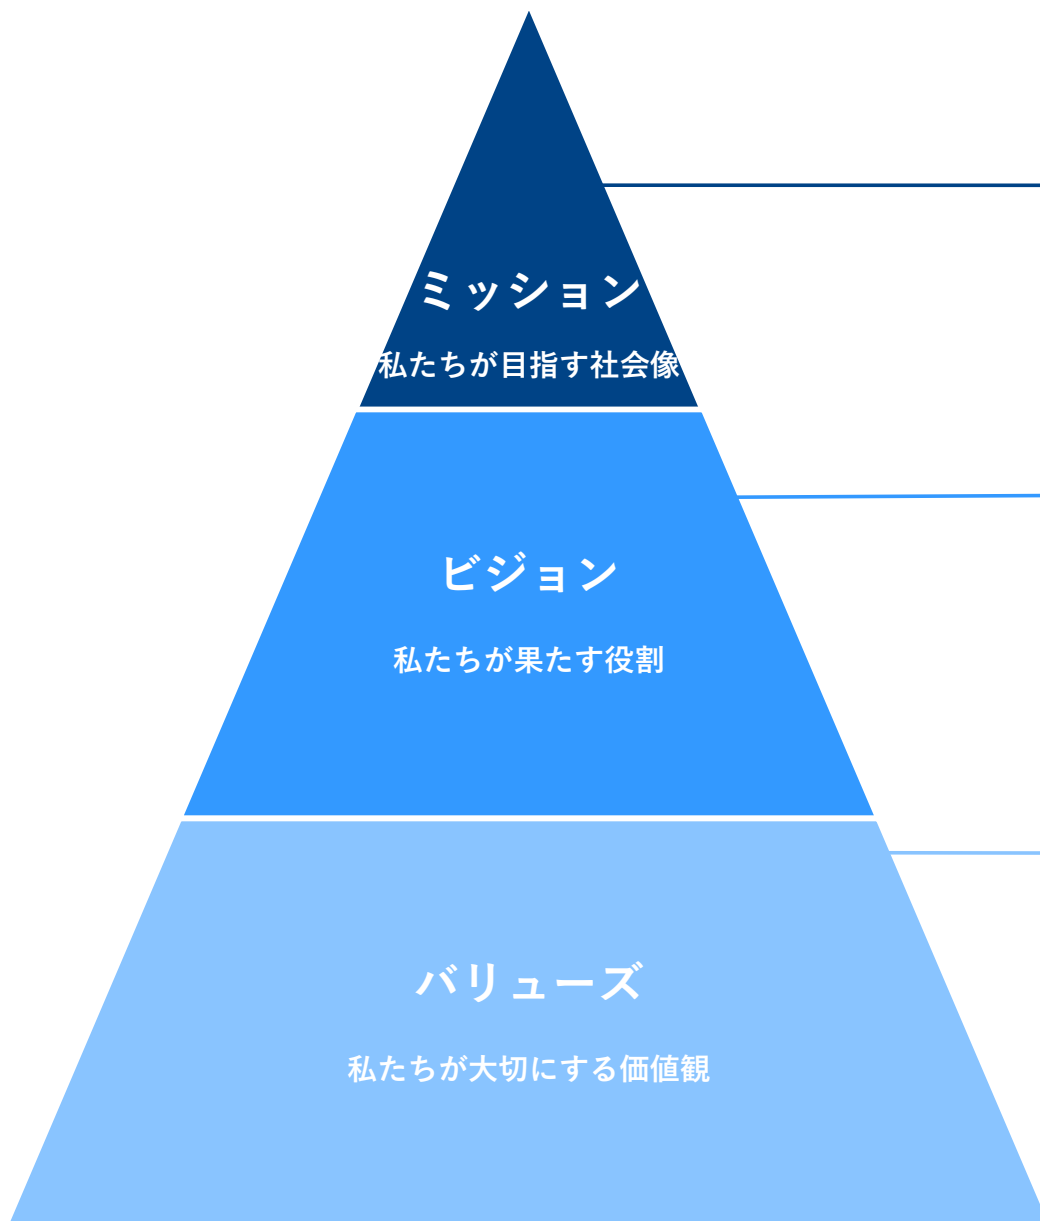 ミッション
私たちが目指す社会像
ビジョン
私たちが果たす役割
バリューズ
私たちが大切にする価値観